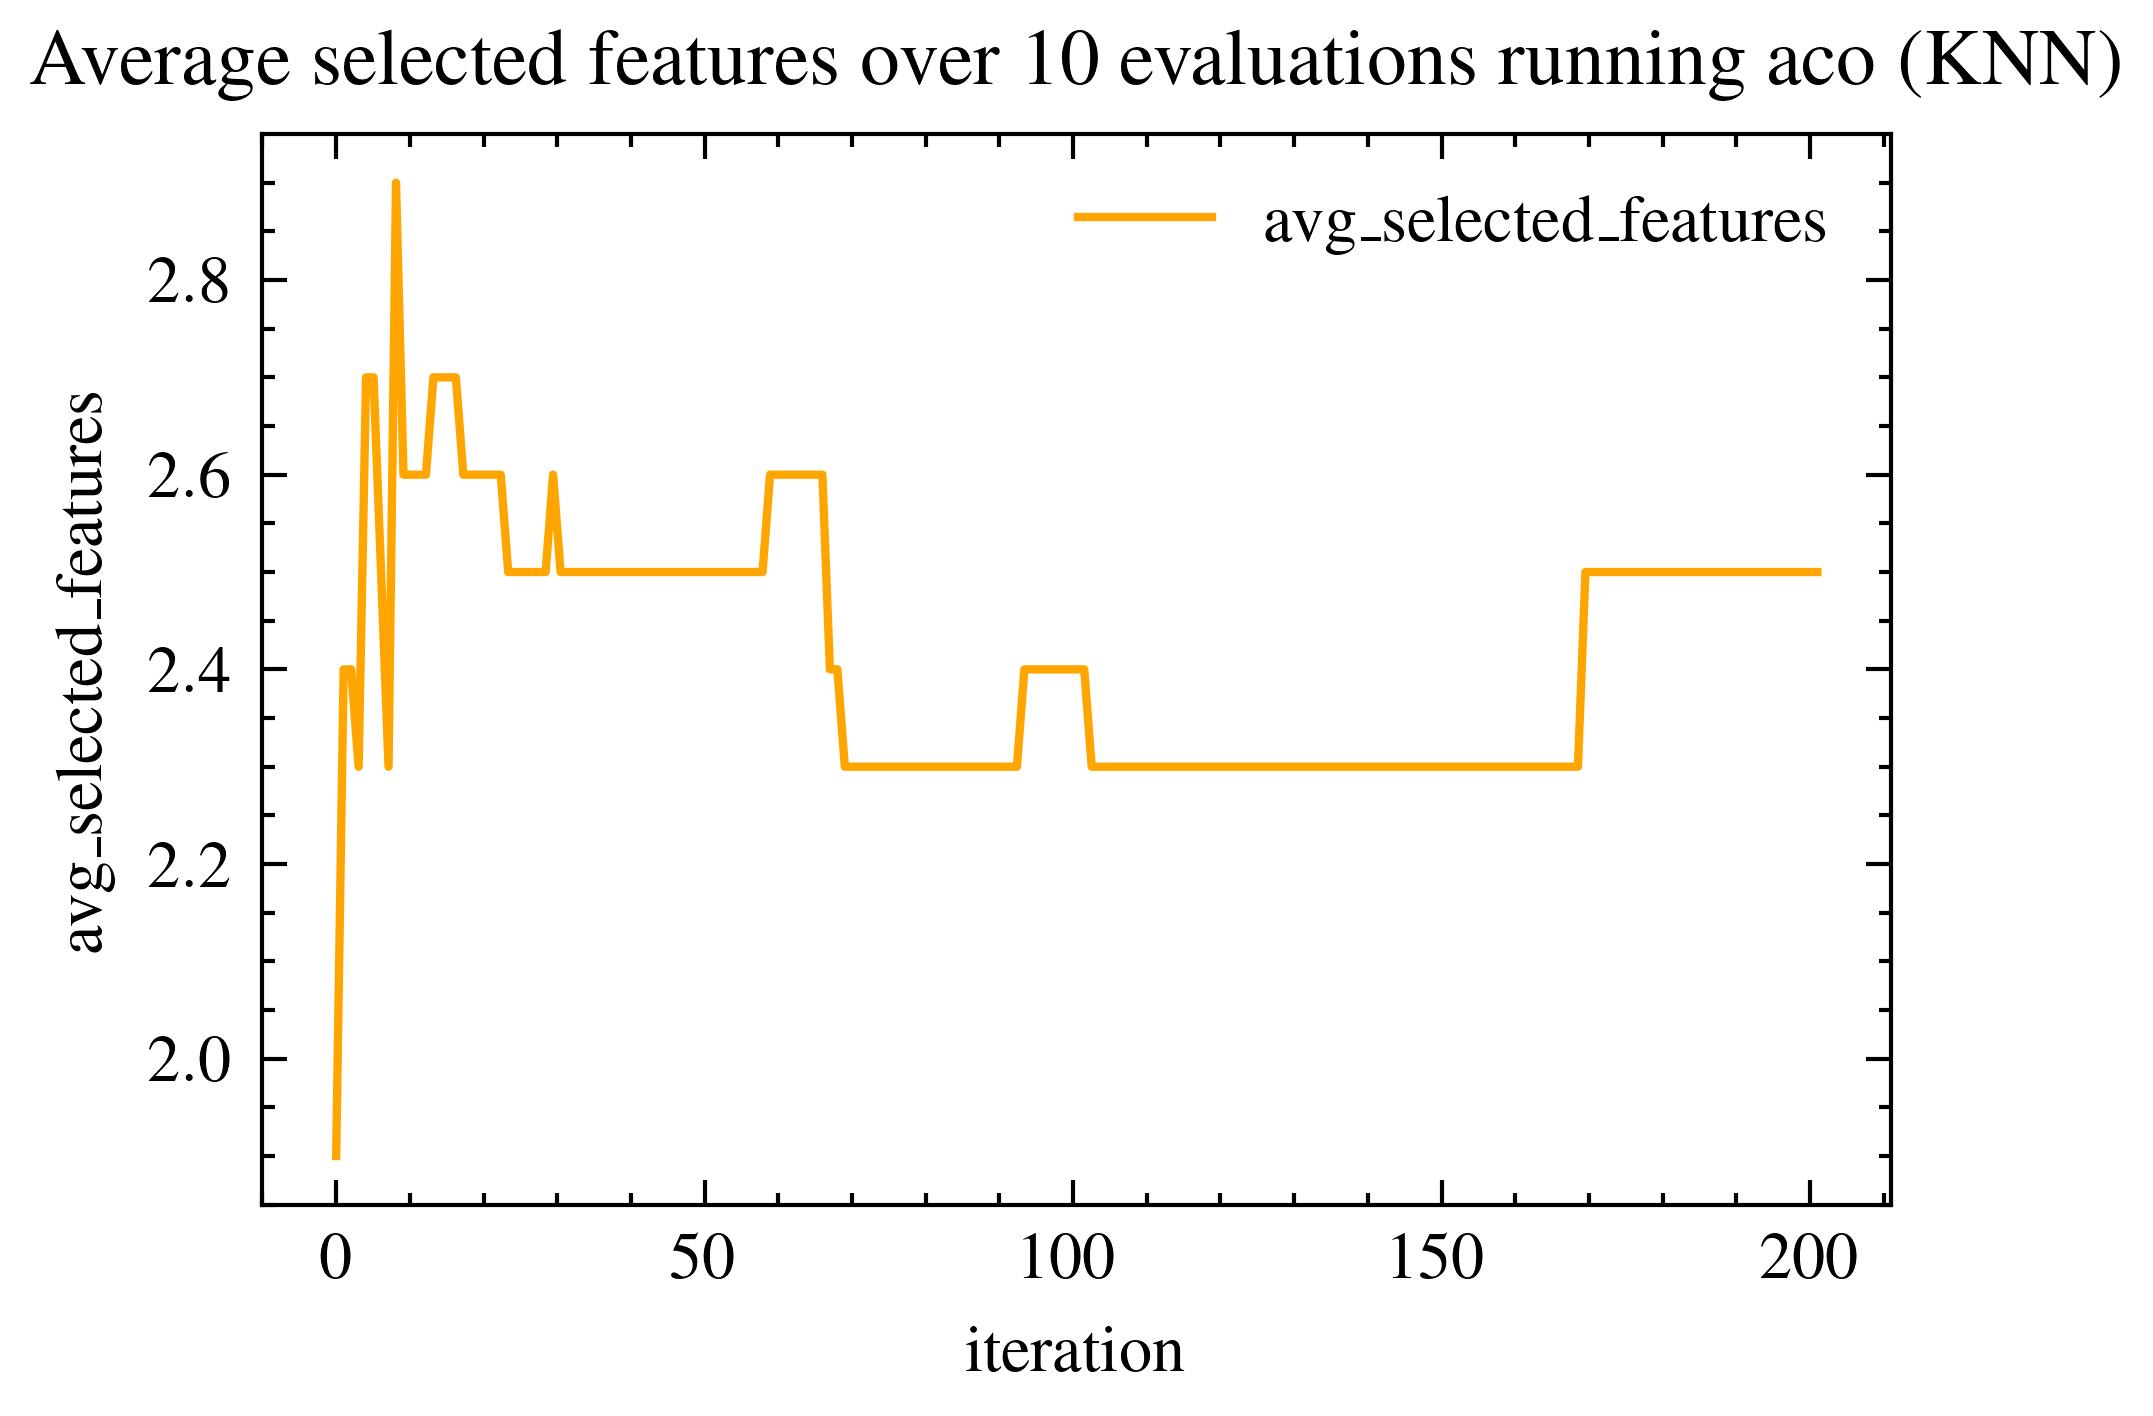 Average selected features over 10 evaluations running aco (KNN)
avg_selected_features
2.8
2.6
2.4
2.2
2.0
avg_selected_features
0 50 100 150 200
iteration